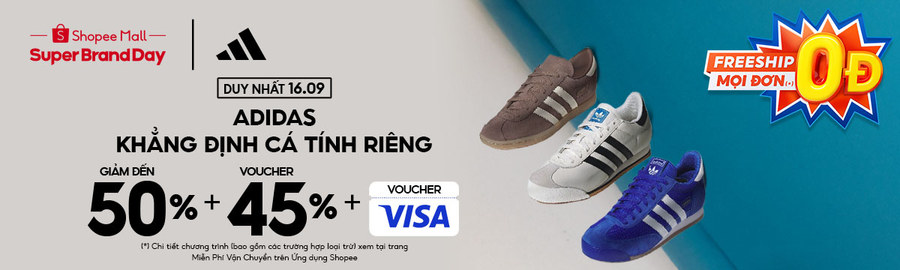 S Shopee Mall
Super Brand Day
DUY NHẤT 16.09
ADIDAS
KHẲNG ĐỊNH CÁ TÍNH RIÊNG
GIẢM ĐẾN
50%
+
VOUCHER
45%
+
VOUCHER
VISA
(*) Chi tiết chương trình (bao gồm các trường hợp loại trừ) xem tại trang
Miễn Phí Vận Chuyển trên Ứng dụng Shopee
FREESHIP
MỌI ĐƠN(*)
0Đ